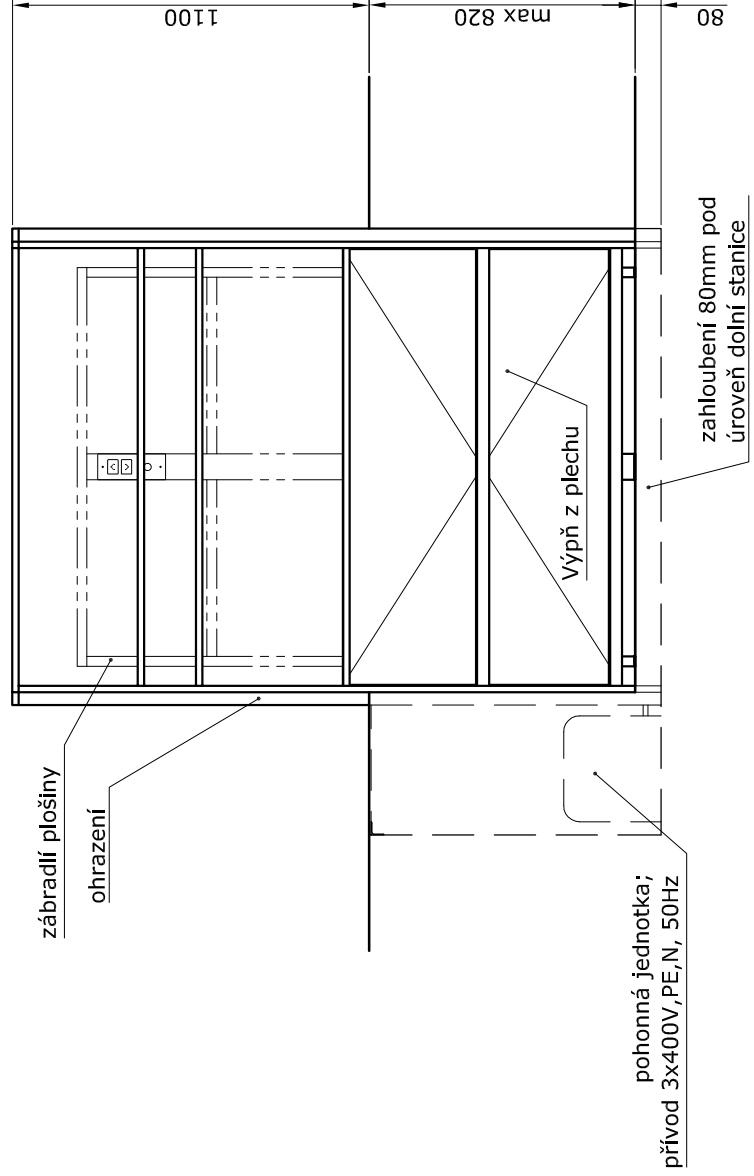 1100
max 820
80
zábradlí plošiny
ohrazení
Výpň z plechu
zahloubení 80mm pod
úroveň dolní stanice
pohonná jednotka;
přívod 3x400V,PE,N, 50Hz